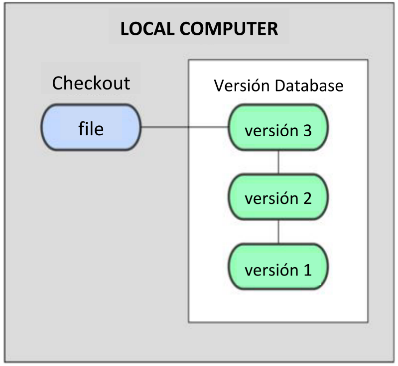 LOCAL COMPUTER
Checkout
Versión Database
file
versión 3
versión 2
versión 1